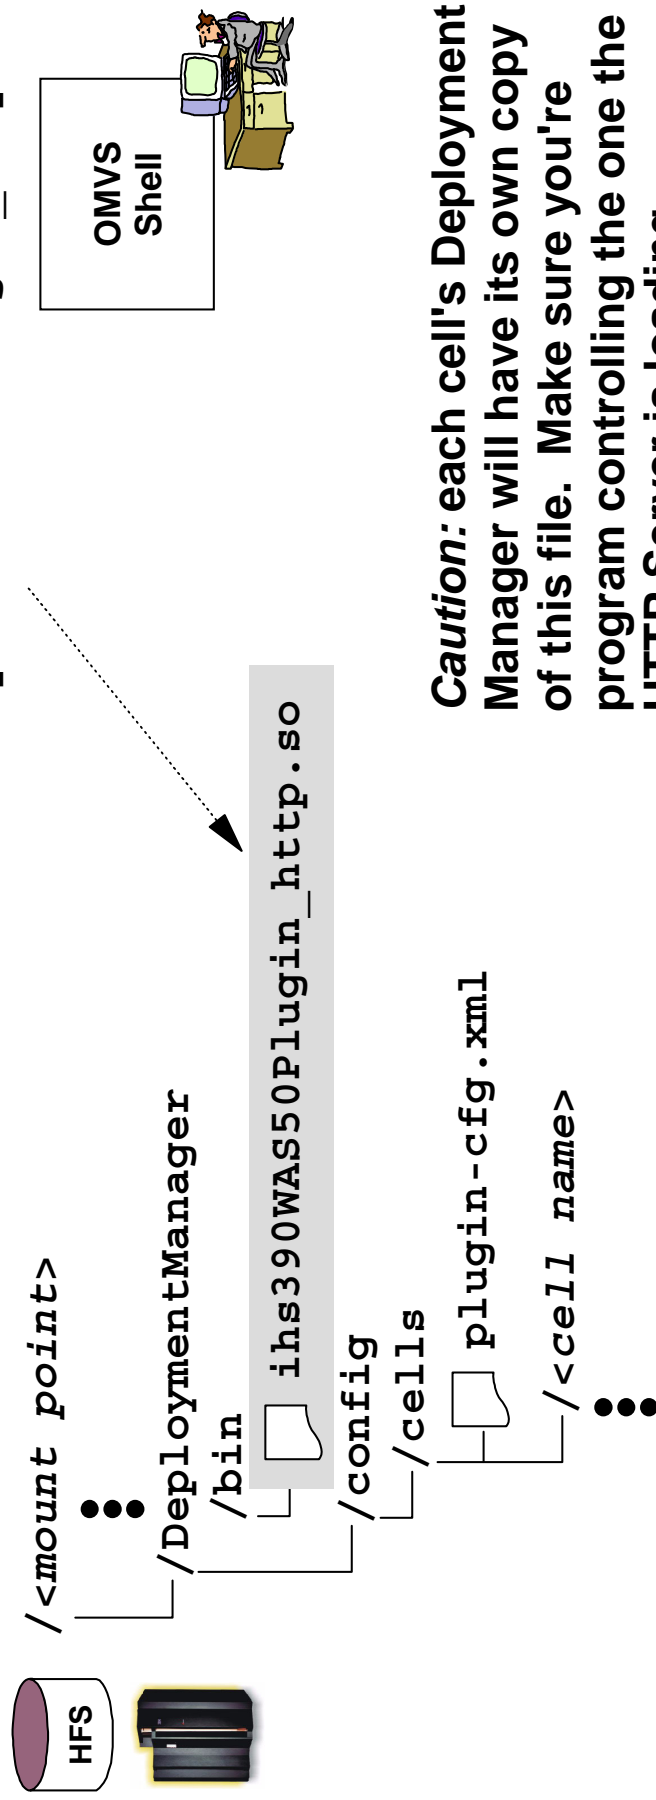 /<mount point>
/DeploymentManager
/bin
ihs390WAS50Plugin_http.so
/config
/cells
plugin-cfg.xml
/<cell name>
HFS
OMVS
Shell
Caution: each cell's Deployment
Manager will have its own copy
of this file. Make sure you're
program controlling the one the